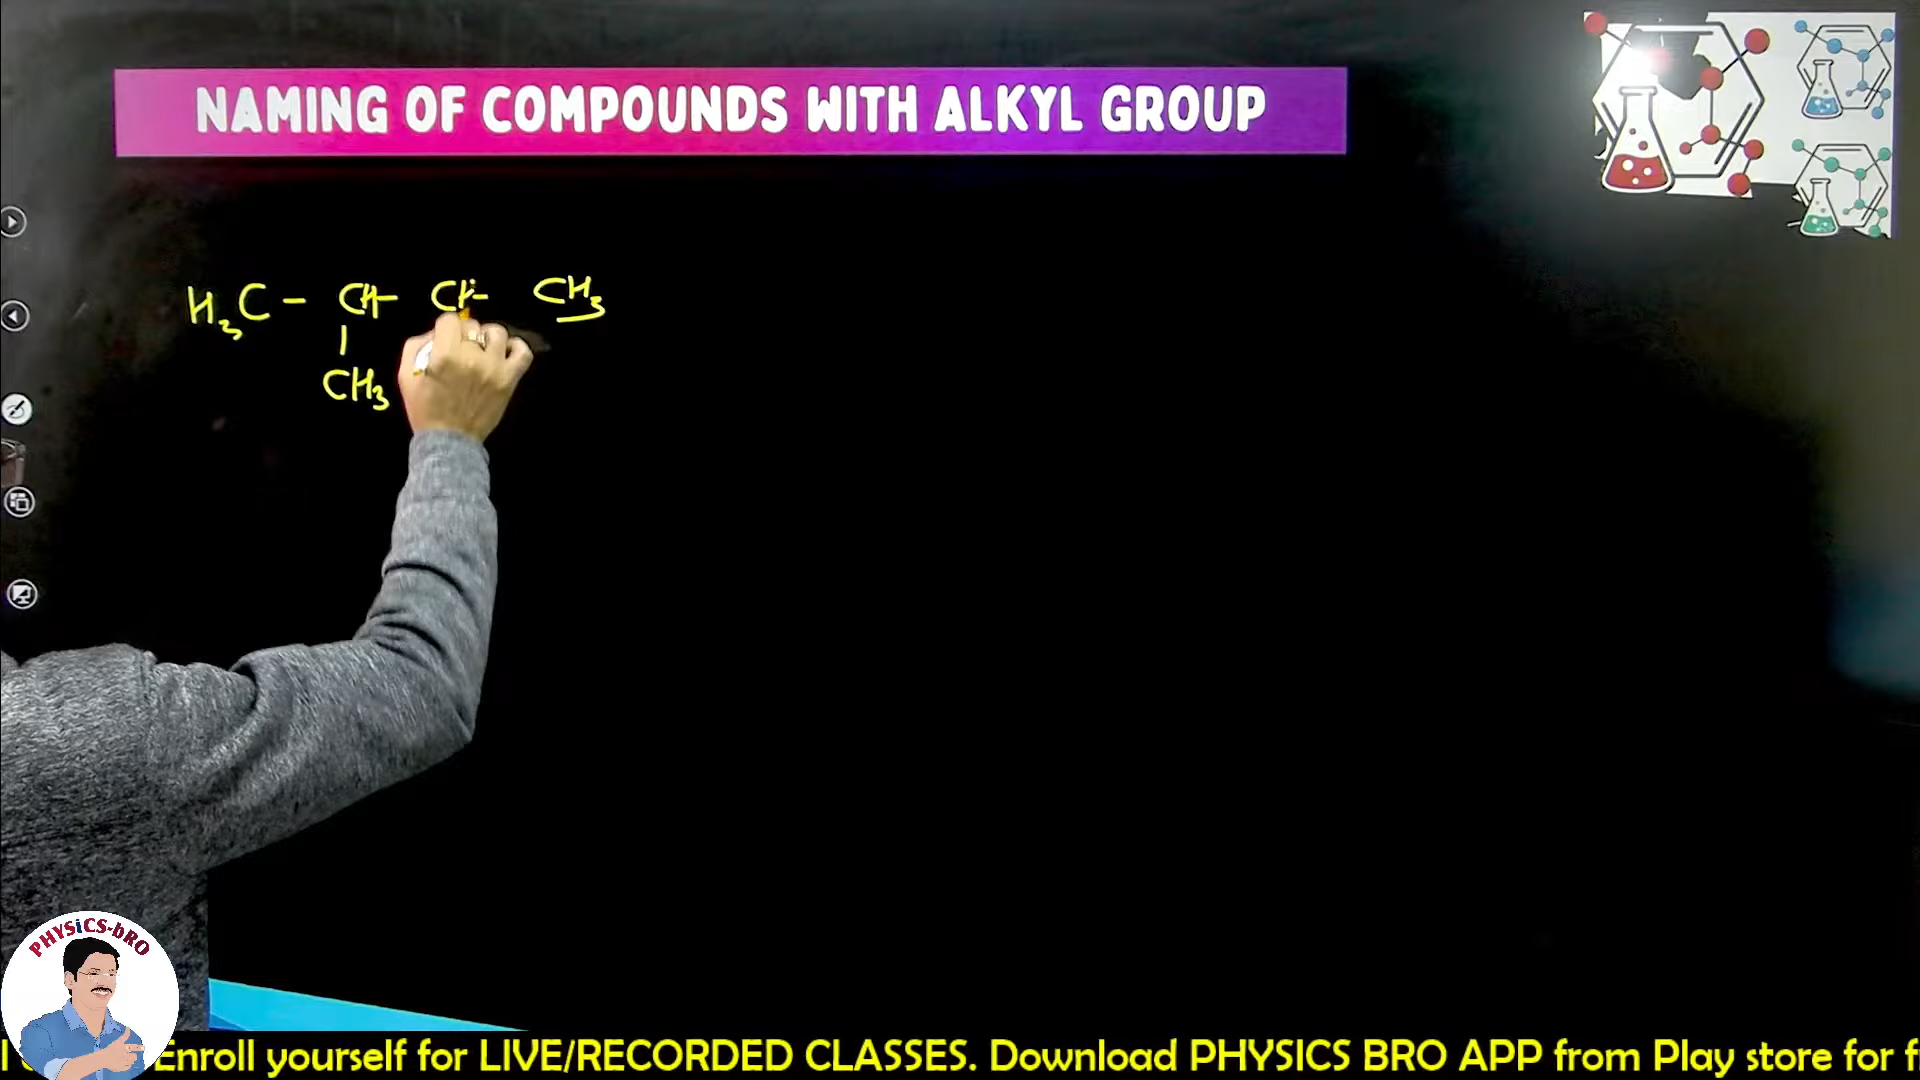 NAMING OF COMPOUNDS WITH ALKYL GROUP
H₃C - CH - CH - CH₃
|
CH₃
PHYSiCS-bRO
Enroll yourself for LIVE/RECORDED CLASSES. Download PHYSICS BRO APP from Play store for f